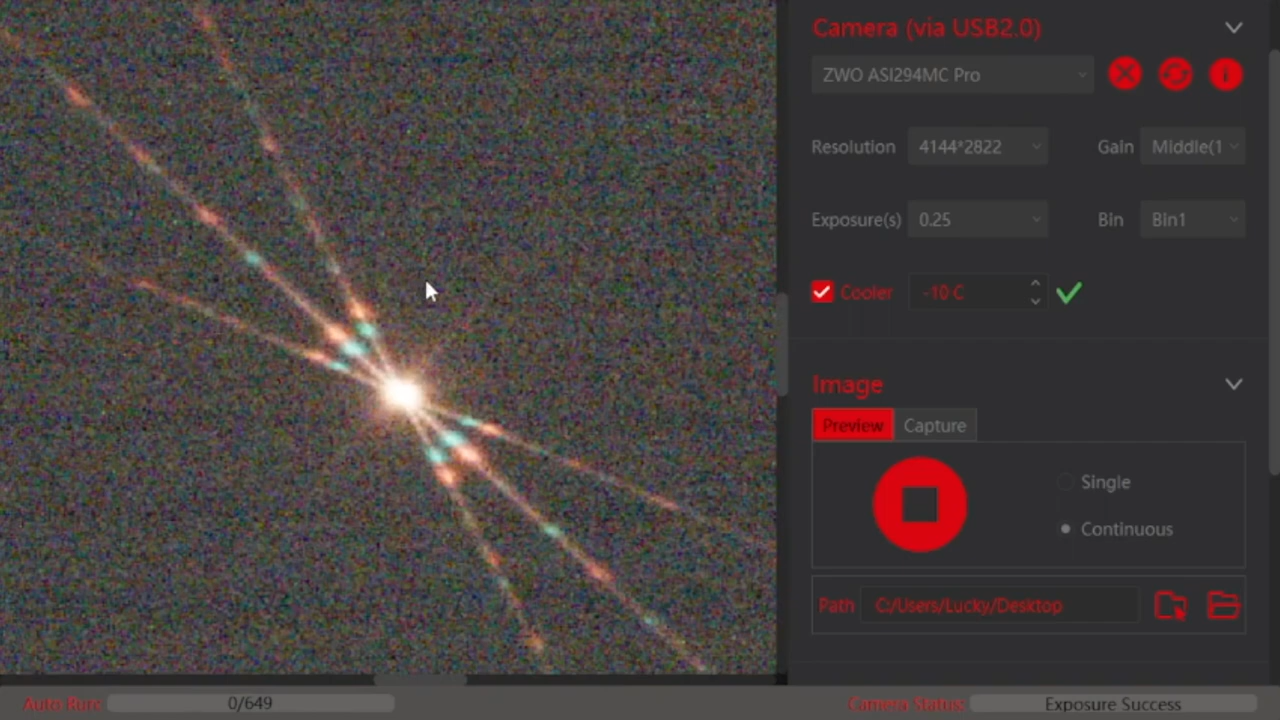 Camera (via USB2.0)
ZWO ASI294MC Pro
Resolution 4144*2822 Gain Middle(1
Exposure(s) 0.25 Bin Bin1
Cooler -10 C
Image
Preview Capture
Single
Continuous
Path C:/Users/Lucky/Desktop
Auto Run: 0/649 Camera Status: Exposure Success